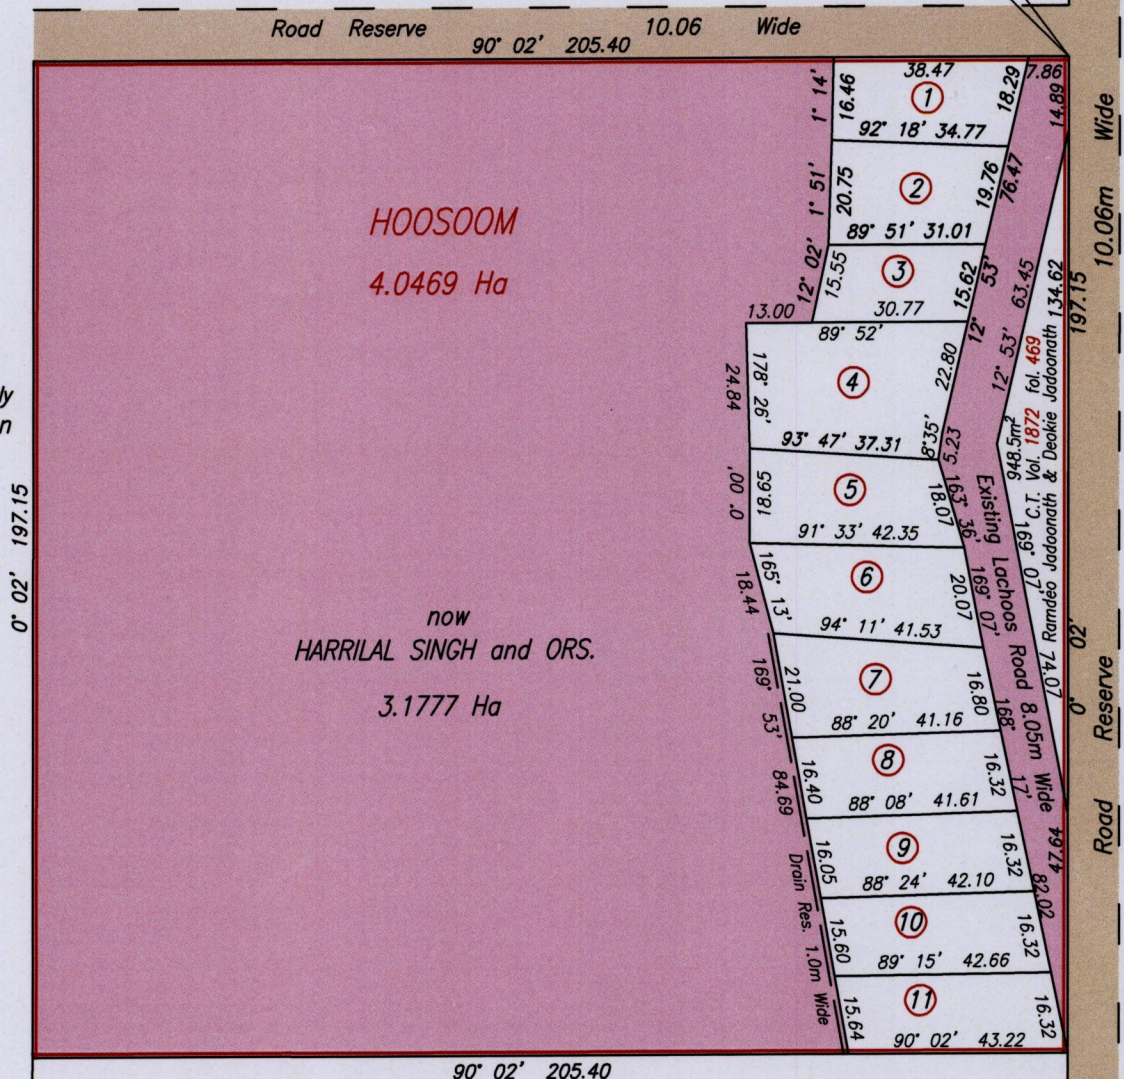 Road Reserve 10.06 Wide
90° 02' 205.40
HOOSOOM
4.0469 Ha
now
HARRILAL SINGH and ORS.
3.1777 Ha
0° 02' 197.15
90° 02' 205.40
1° 14'
16.46
38.47
1
18.29
7.86
14.89
92° 18' 34.77
1° 51'
20.75
2
19.76
76.47
89° 51' 31.01
12° 02'
15.55
3
15.62
12° 53'
63.45
13.00
30.77
89° 52'
178° 26'
24.84
4
22.80
12° 53'
93° 47' 37.31
8°35'
5.23
0° 00'
18.65
5
18.07
163° 36'
91° 33' 42.35
165° 13'
18.44
6
20.07
169° 07'
94° 11' 41.53
169° 53'
84.69
21.00
7
16.80
168° 17'
88° 20' 41.16
16.40
8
16.32
88° 08' 41.61
16.05
9
16.32
88° 24' 42.10
15.60
10
16.32
89° 15' 42.66
15.64
11
16.32
90° 02' 43.22
Drain Res. 1.0m Wide
Existing Lachoos Road 8.05m Wide
169° 07' 74.07
47.64
82.02
948.5m²
C.T. Vol. 1872 fol. 469
Ramdeo Jadoonath & Deokie Jadoonath
134.62
0° 02' 197.15
Road Reserve 10.06m Wide